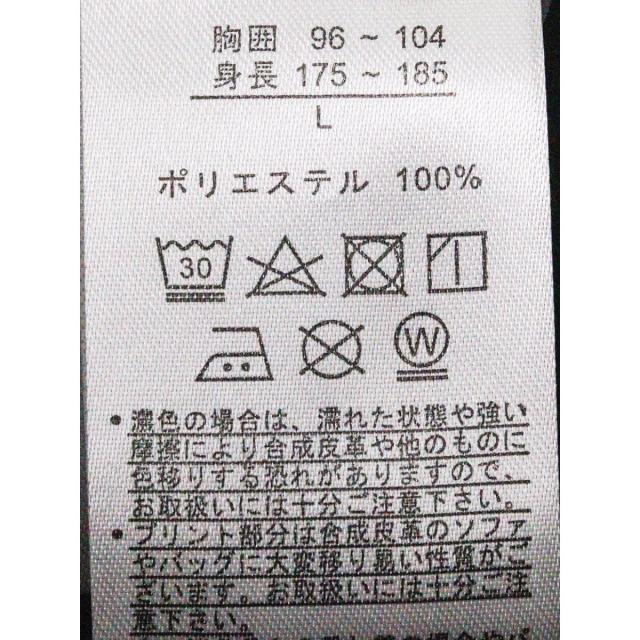 胸囲 96 ~ 104
身長 175 ~ 185
L
ポリエステル 100%
30
W
• 濃色の場合は、濡れた状態や強い
摩擦により合成皮革や他のものに
色移りする恐れがありますので、
お取扱いには十分ご注意下さい。
• プリント部分は合成皮革のソファ
やバッグに大変移り易い性質がご
ざいます。お取扱いには十分ご注
意下さい。